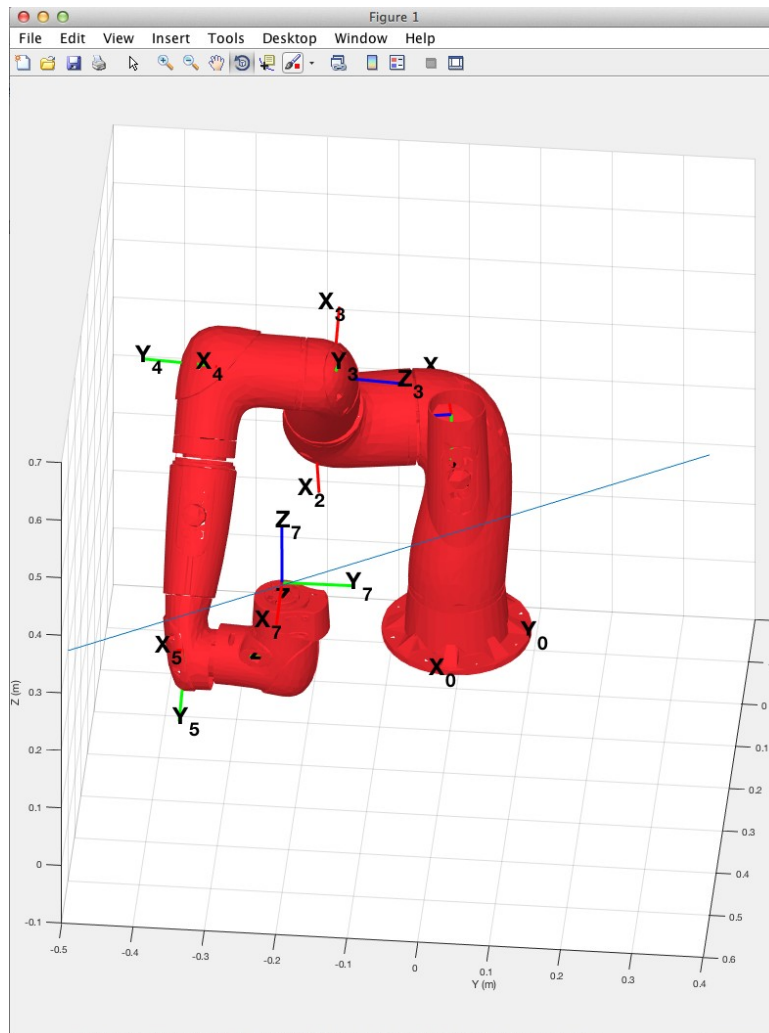 Figure 1
File Edit View Insert Tools Desktop Window Help
X3
Y4
X4
Y3
Z3
X
X2
Z7
Y7
X7
Y0
X0
X5
Y5
0.7
0.6
0.5
0.4
0.3
0.2
0.1
0
-0.1
Z (m)
-0.5
-0.4
-0.3
-0.2
-0.1
0
0.1
0.2
0.3
0.4
Y (m)
0
0.1
0.2
0.3
0.4
0.5
0.6